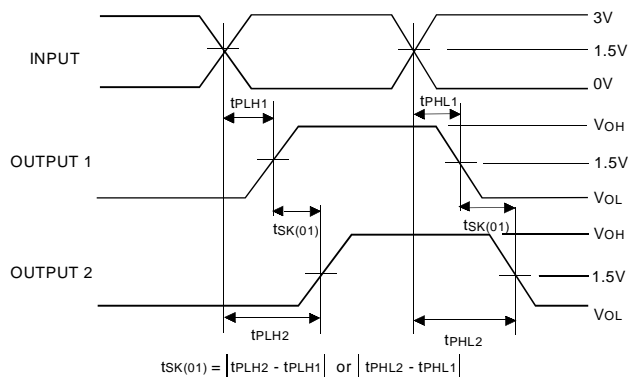 3V
INPUT
1.5V
0V
tPLH1
tPHL1
VOH
OUTPUT 1
1.5V
VOL
tSK(01)
tSK(01)
VOH
OUTPUT 2
1.5V
VOL
tPLH2
tPHL2
tSK(01) = |tPLH2 - tPLH1| or |tPHL2 - tPHL1|